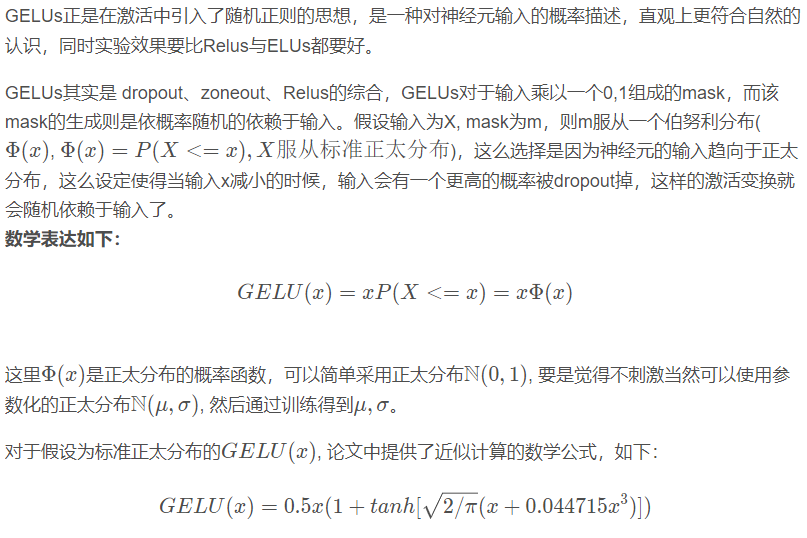 GELUs正是在激活中引入了随机正则的思想，是一种对神经元输入的概率描述，直观上更符合自然的
认识，同时实验效果要比Relus与ELUs都要好。
GELUs其实是 dropout、zoneout、Relus的综合，GELUs对于输入乘以一个0,1组成的mask，而该
mask的生成则是依概率随机的依赖于输入。假设输入为X, mask为m，则m服从一个伯努利分布(
Φ(x), Φ(x) = P(X <= x), X服从标准正太分布)，这么选择是因为神经元的输入趋向于正太
分布，这么设定使得当输入x减小的时候，输入会有一个更高的概率被dropout掉，这样的激活变换就
会随机依赖于输入了。
数学表达如下：
GELU(x) = xP(X <= x) = xΦ(x)
这里Φ(x)是正太分布的概率函数，可以简单采用正太分布ℕ(0, 1), 要是觉得不刺激当然可以使用参
数化的正太分布ℕ(μ, σ), 然后通过训练得到μ, σ。
对于假设为标准正太分布的GELU(x), 论文中提供了近似计算的数学公式，如下：
GELU(x) = 0.5x(1 + tanh[√2/π(x + 0.044715x³)])